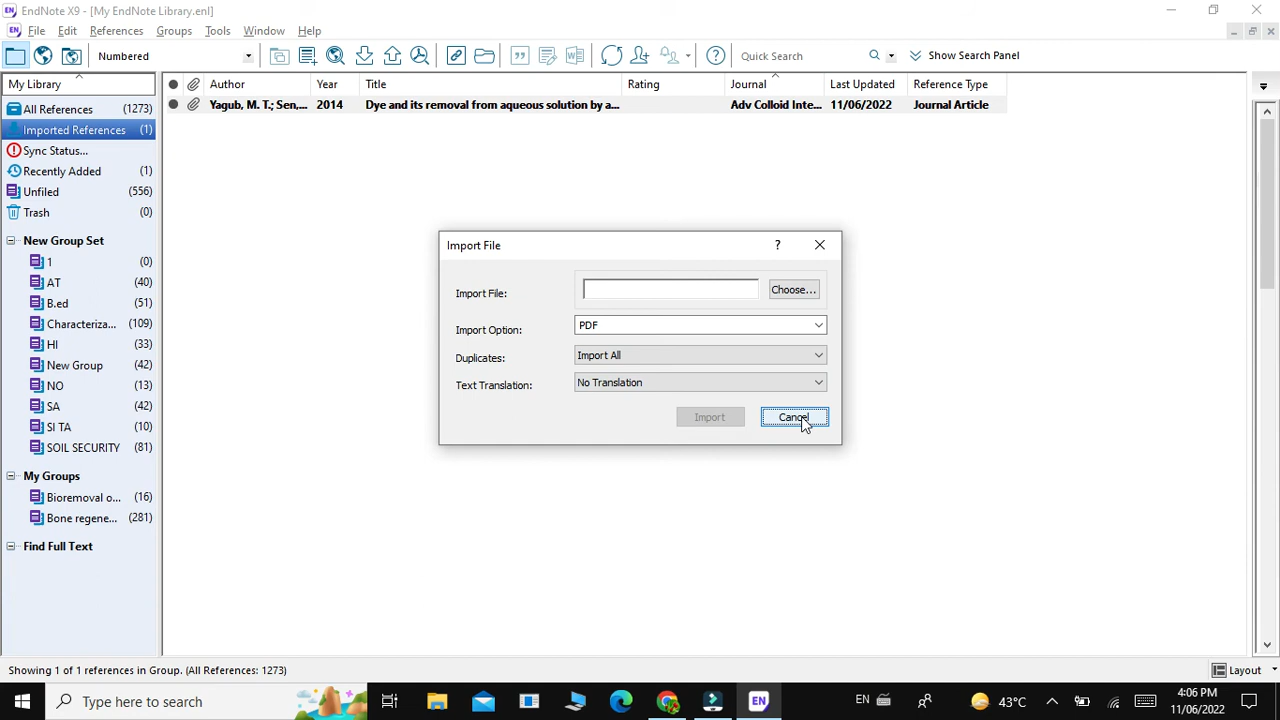 EN EndNote X9 - [My EndNote Library.enl]
EN File Edit References Groups Tools Window Help
Numbered Quick Search Show Search Panel
My Library Author Year Title Rating Journal Last Updated Reference Type
All References (1273) Yagub, M. T.; Sen,... 2014 Dye and its removal from aqueous solution by a... Adv Colloid Inte... 11/06/2022 Journal Article
Imported References (1)
Sync Status...
Recently Added (1)
Unfiled (556)
Trash (0)
New Group Set
1 (0)
AT (40)
B.ed (51)
Characteriza... (109)
HI (22)
New Group (42)
NO (13)
SA (42)
SI TA (10)
SOIL SECURITY (81)
My Groups
Bioremoval o... (16)
Bone regene... (281)
Find Full Text
Import File ?
Import File: Choose...
Import Option: PDF
Duplicates: Import All
Text Translation: No Translation
Import Cancel
Showing 1 of 1 references in Group. (All References: 1273) Layout
Type here to search EN 43°C EN 4:06 PM
11/06/2022